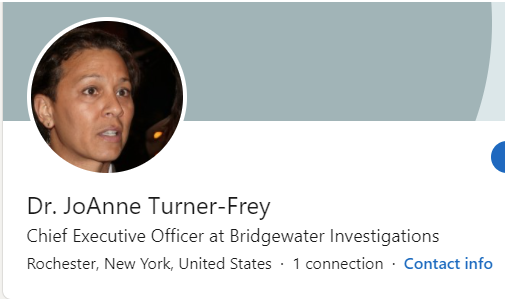 Dr. JoAnne Turner-Frey
Chief Executive Officer at Bridgewater Investigations
Rochester, New York, United States · 1 connection · Contact info